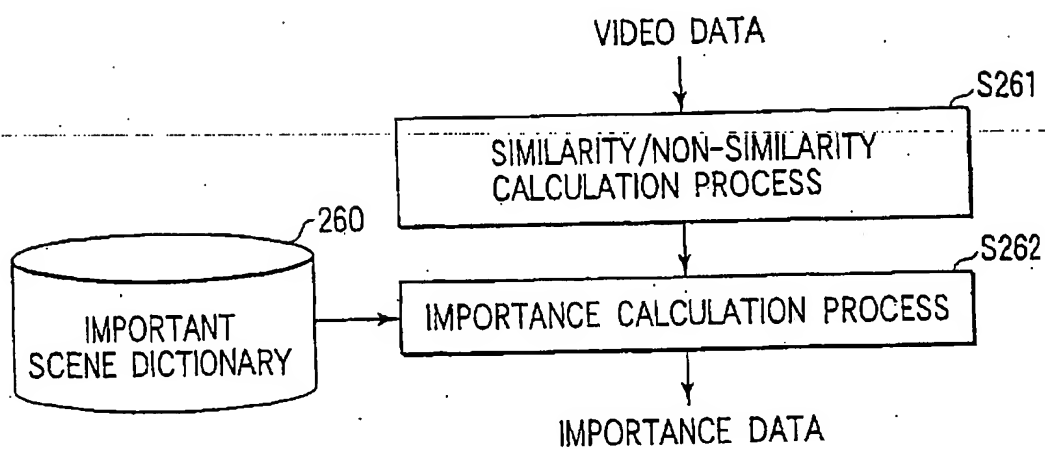 VIDEO DATA
S261
SIMILARITY/NON-SIMILARITY
CALCULATION PROCESS
260
S262
IMPORTANT
SCENE DICTIONARY
IMPORTANCE CALCULATION PROCESS
IMPORTANCE DATA